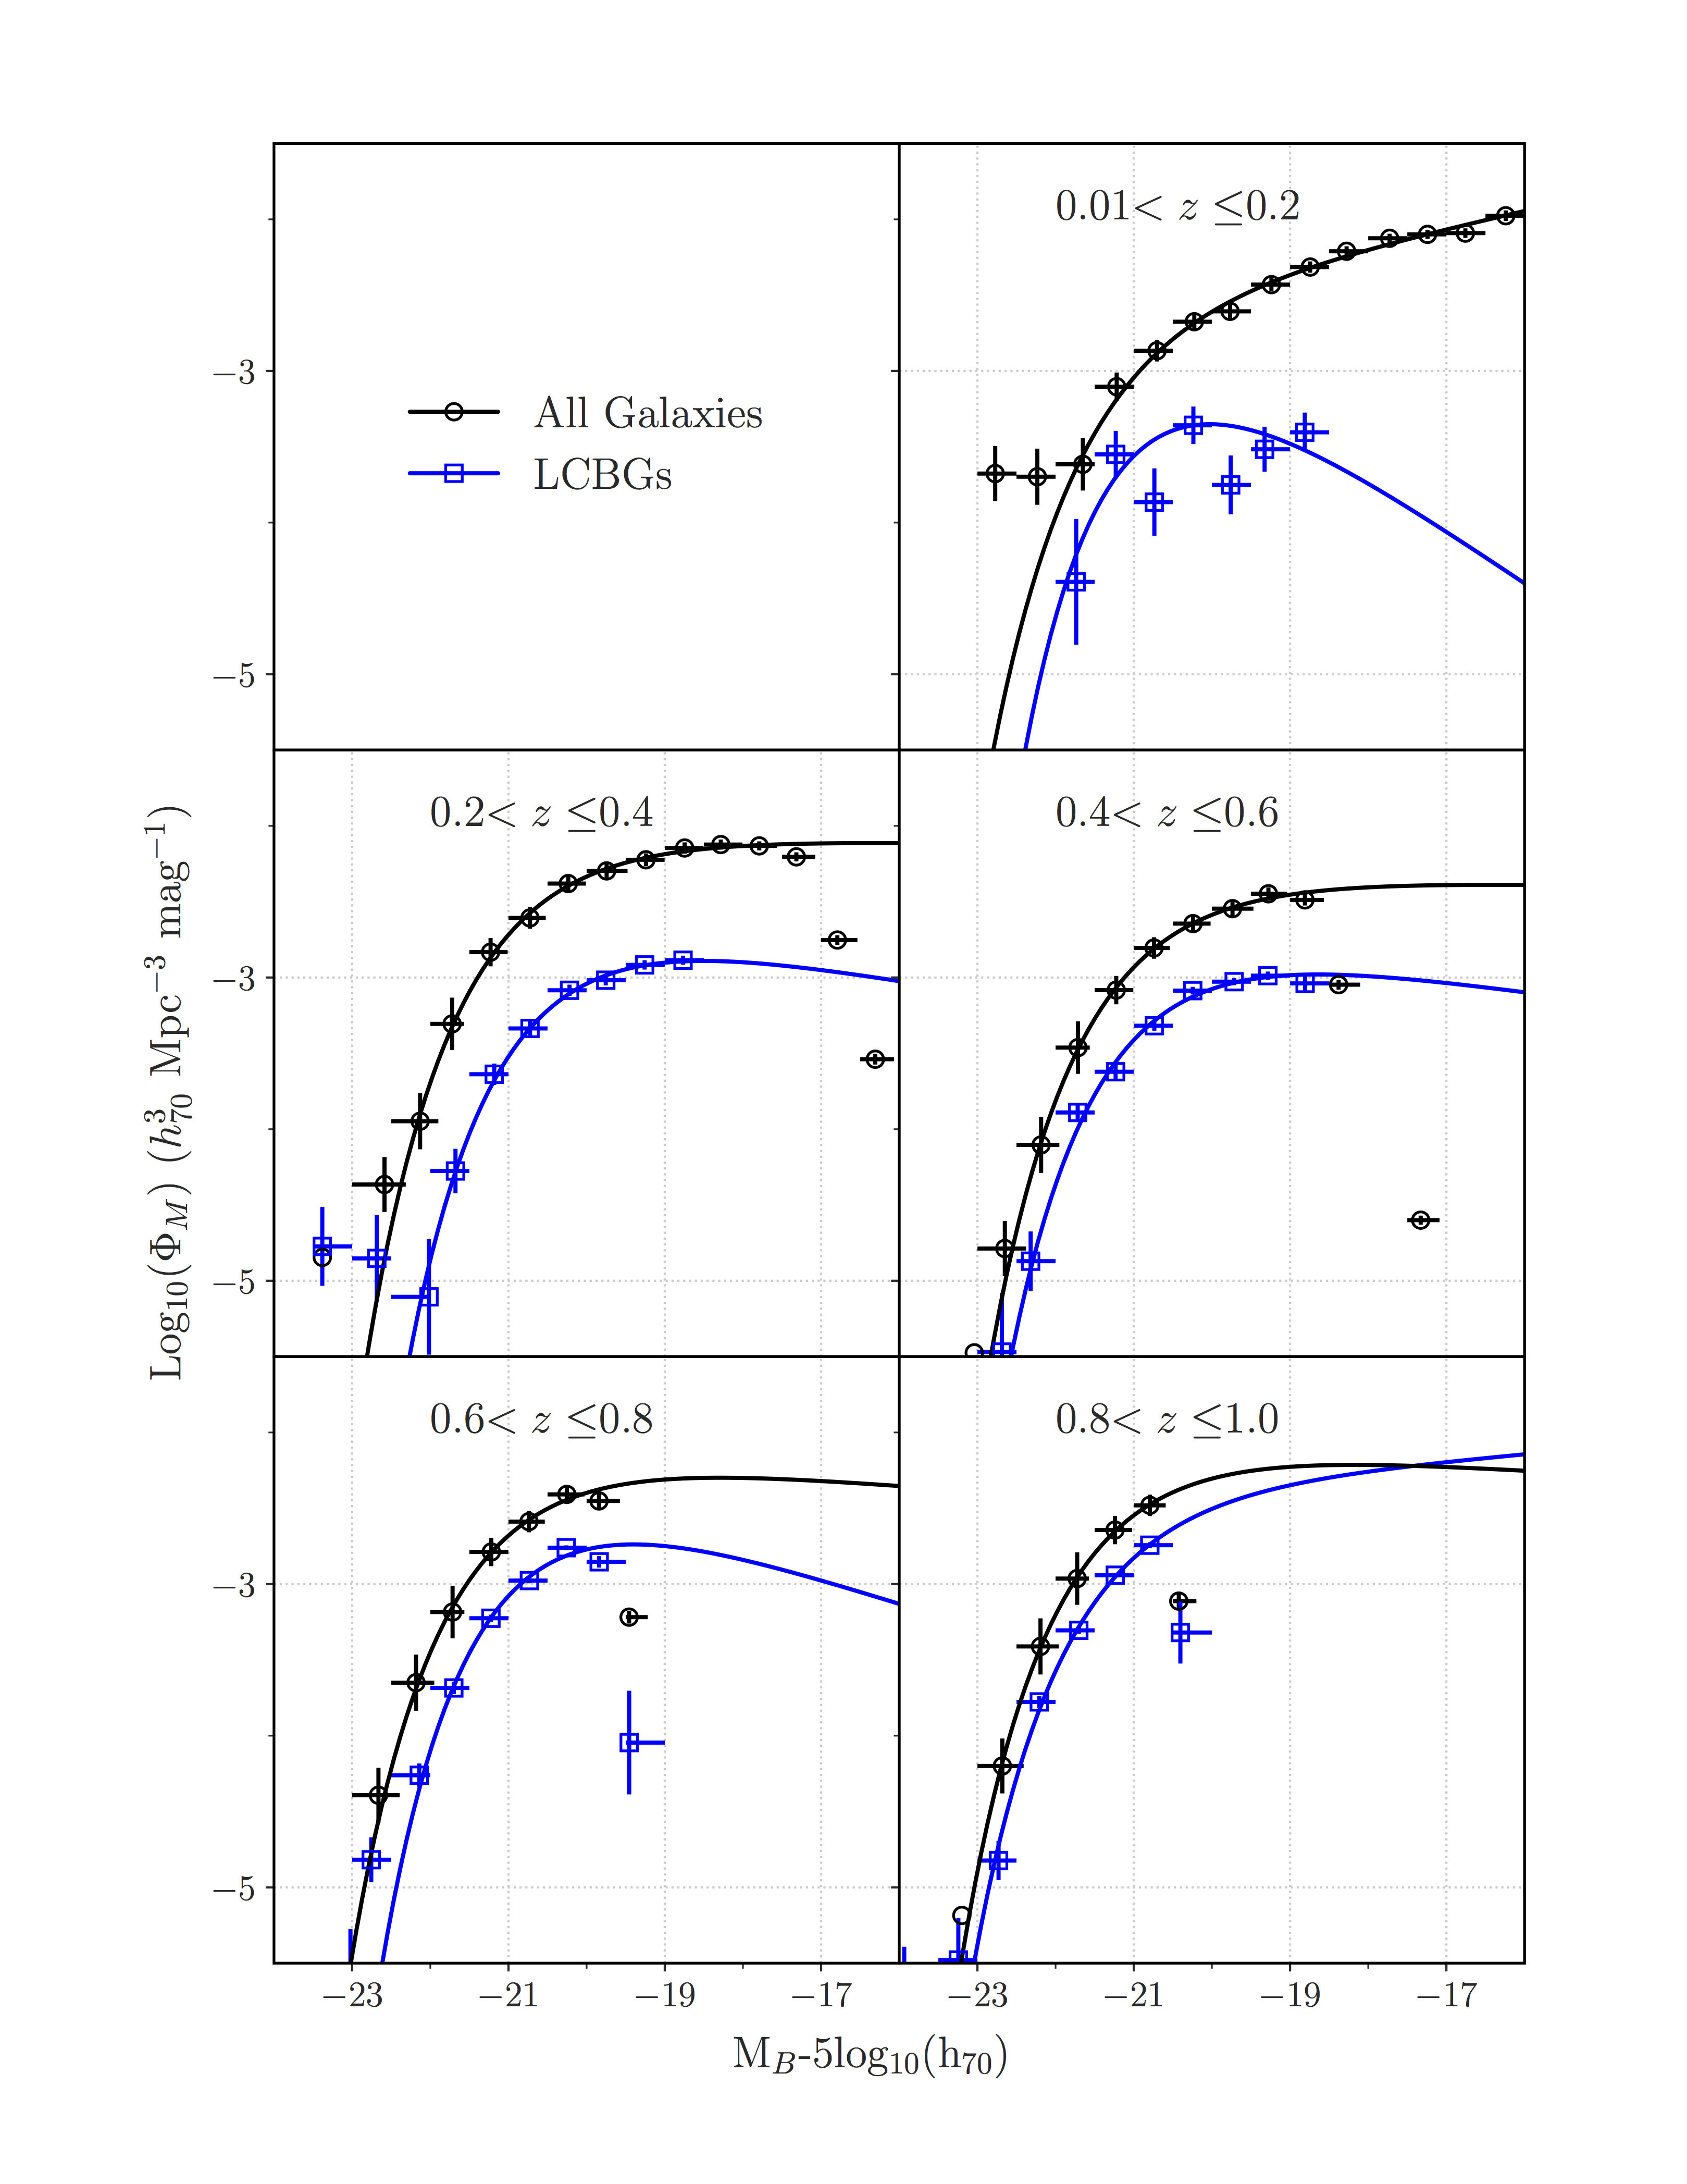 0.01< z ≤0.2
−3
All Galaxies
LCBGs
−5
0.2< z ≤0.4
0.4< z ≤0.6
−3
Log₁₀(Φ_M) (h³₇₀ Mpc⁻³ mag⁻¹)
−5
0.6< z ≤0.8
0.8< z ≤1.0
−3
−5
−23 −21 −19 −17 −23 −21 −19 −17
M_B-5log₁₀(h₇₀)